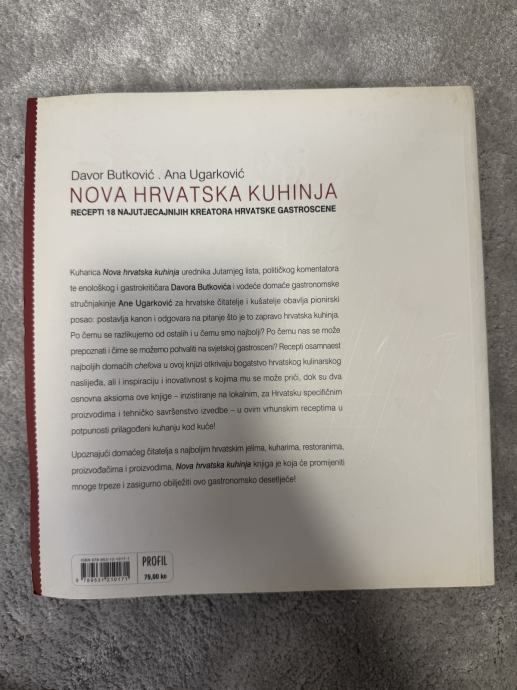 Davor Butković . Ana Ugarković
NOVA HRVATSKA KUHINJA
RECEPTI 18 NAJUTJECAJNIJIH KREATORA HRVATSKE GASTROSCENE
Kuharica Nova hrvatska kuhinja urednika Jutarnjeg lista, političkog komentatora
te enološkog i gastrokritičara Davora Butkovića i vodeće domaće gastronomske
stručnjakinje Ane Ugarković za hrvatske čitatelje i kušatelje obavlja pionirski
posao: postavlja kanon i odgovara na pitanje što je to zapravo hrvatska kuhinja.
Po čemu se razlikujemo od ostalih i u čemu smo najbolji? Po čemu nas se može
prepoznati i čime se možemo pohvaliti na svjetskoj gastrosceni? Recepti osamnaest
najboljih domaćih chefova u ovoj knjizi otkrivaju bogatstvo hrvatskog kulinarskog
naslijeđa, ali i inspiraciju i inovativnost s kojima mu se može prići, dok su dva
osnovna aksioma ove knjige – inzistiranje na lokalnim, za Hrvatsku specifičnim
proizvodima i tehničko savršenstvo izvedbe – u ovim vrhunskim receptima u
potpunosti prilagođeni kuhanju kod kuće!
Upoznajući domaćeg čitatelja s najboljim hrvatskim jelima, kuharima, restoranima,
proizvođačima i proizvodima, Nova hrvatska kuhinja knjiga je koja će promijeniti
mnoge trpeze i zasigurno obilježiti ovo gastronomsko desetljeće!
PROFIL
79,00 kn